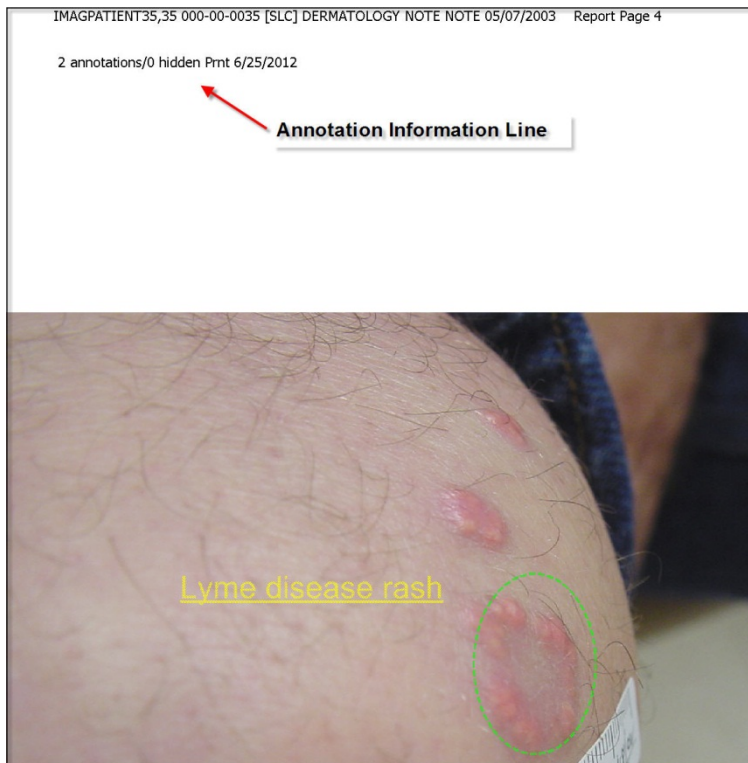 IMAGPATIENT35,35 000-00-0035 [SLC] DERMATOLOGY NOTE NOTE 05/07/2003 Report Page 4
2 annotations/0 hidden Prnt 6/25/2012
Annotation Information Line
Lyme disease rash